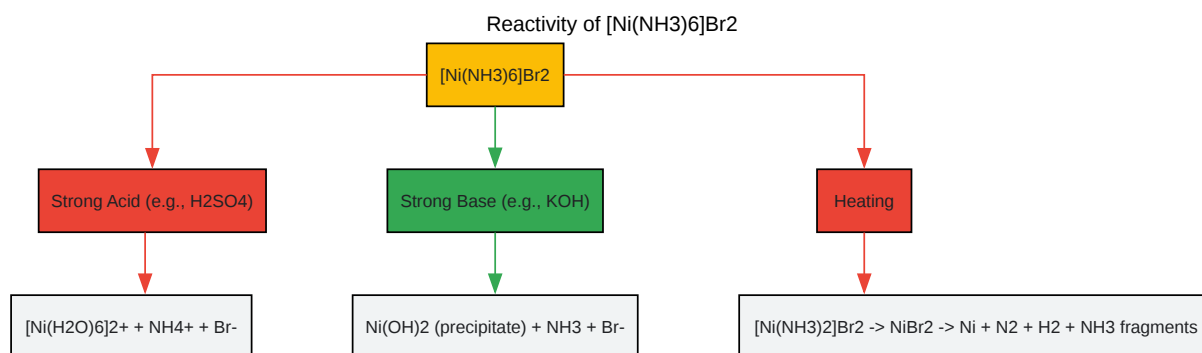 Reactivity of [Ni(NH3)6]Br2
[Ni(NH3)6]Br2
Strong Acid (e.g., H2SO4)
Strong Base (e.g., KOH)
Heating
[Ni(H2O)6]2+ + NH4+ + Br-
Ni(OH)2 (precipitate) + NH3 + Br-
[Ni(NH3)2]Br2 -> NiBr2 -> Ni + N2 + H2 + NH3 fragments